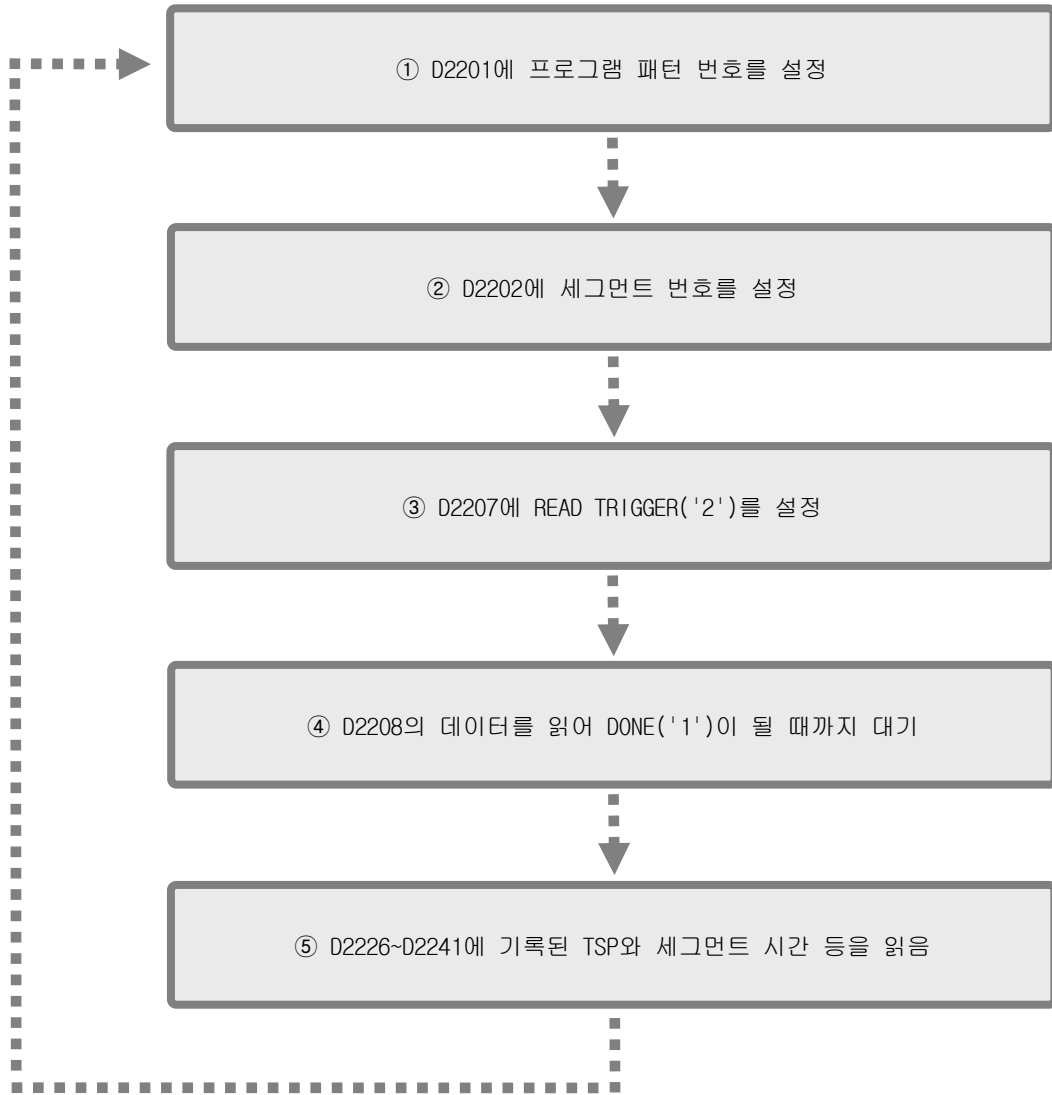 ① D2201에 프로그램 패턴 번호를 설정
② D2202에 세그먼트 번호를 설정
③ D2207에 READ TRIGGER('2')를 설정
④ D2208의 데이터를 읽어 DONE('1')이 될 때까지 대기
⑤ D2226~D2241에 기록된 TSP와 세그먼트 시간 등을 읽음